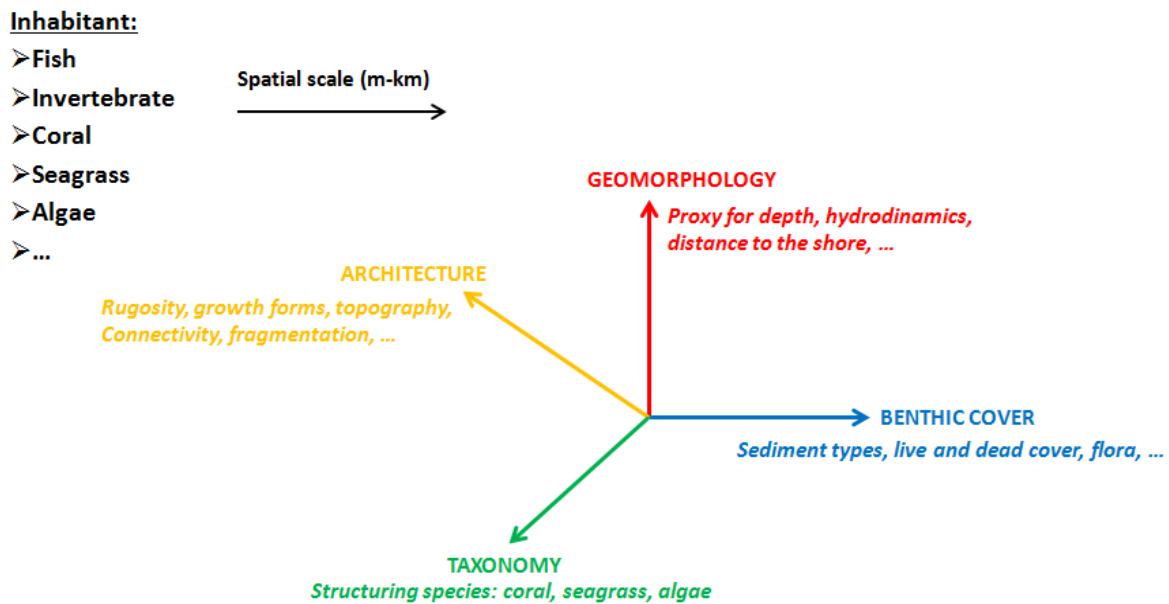 Inhabitant:
➢Fish
➢Invertebrate
➢Coral
➢Seagrass
➢Algae
➢...
Spatial scale (m-km)
GEOMORPHOLOGY
Proxy for depth, hydrodinamics,
distance to the shore, ...
ARCHITECTURE
Rugosity, growth forms, topography,
Connectivity, fragmentation, ...
BENTHIC COVER
Sediment types, live and dead cover, flora, ...
TAXONOMY
Structuring species: coral, seagrass, algae